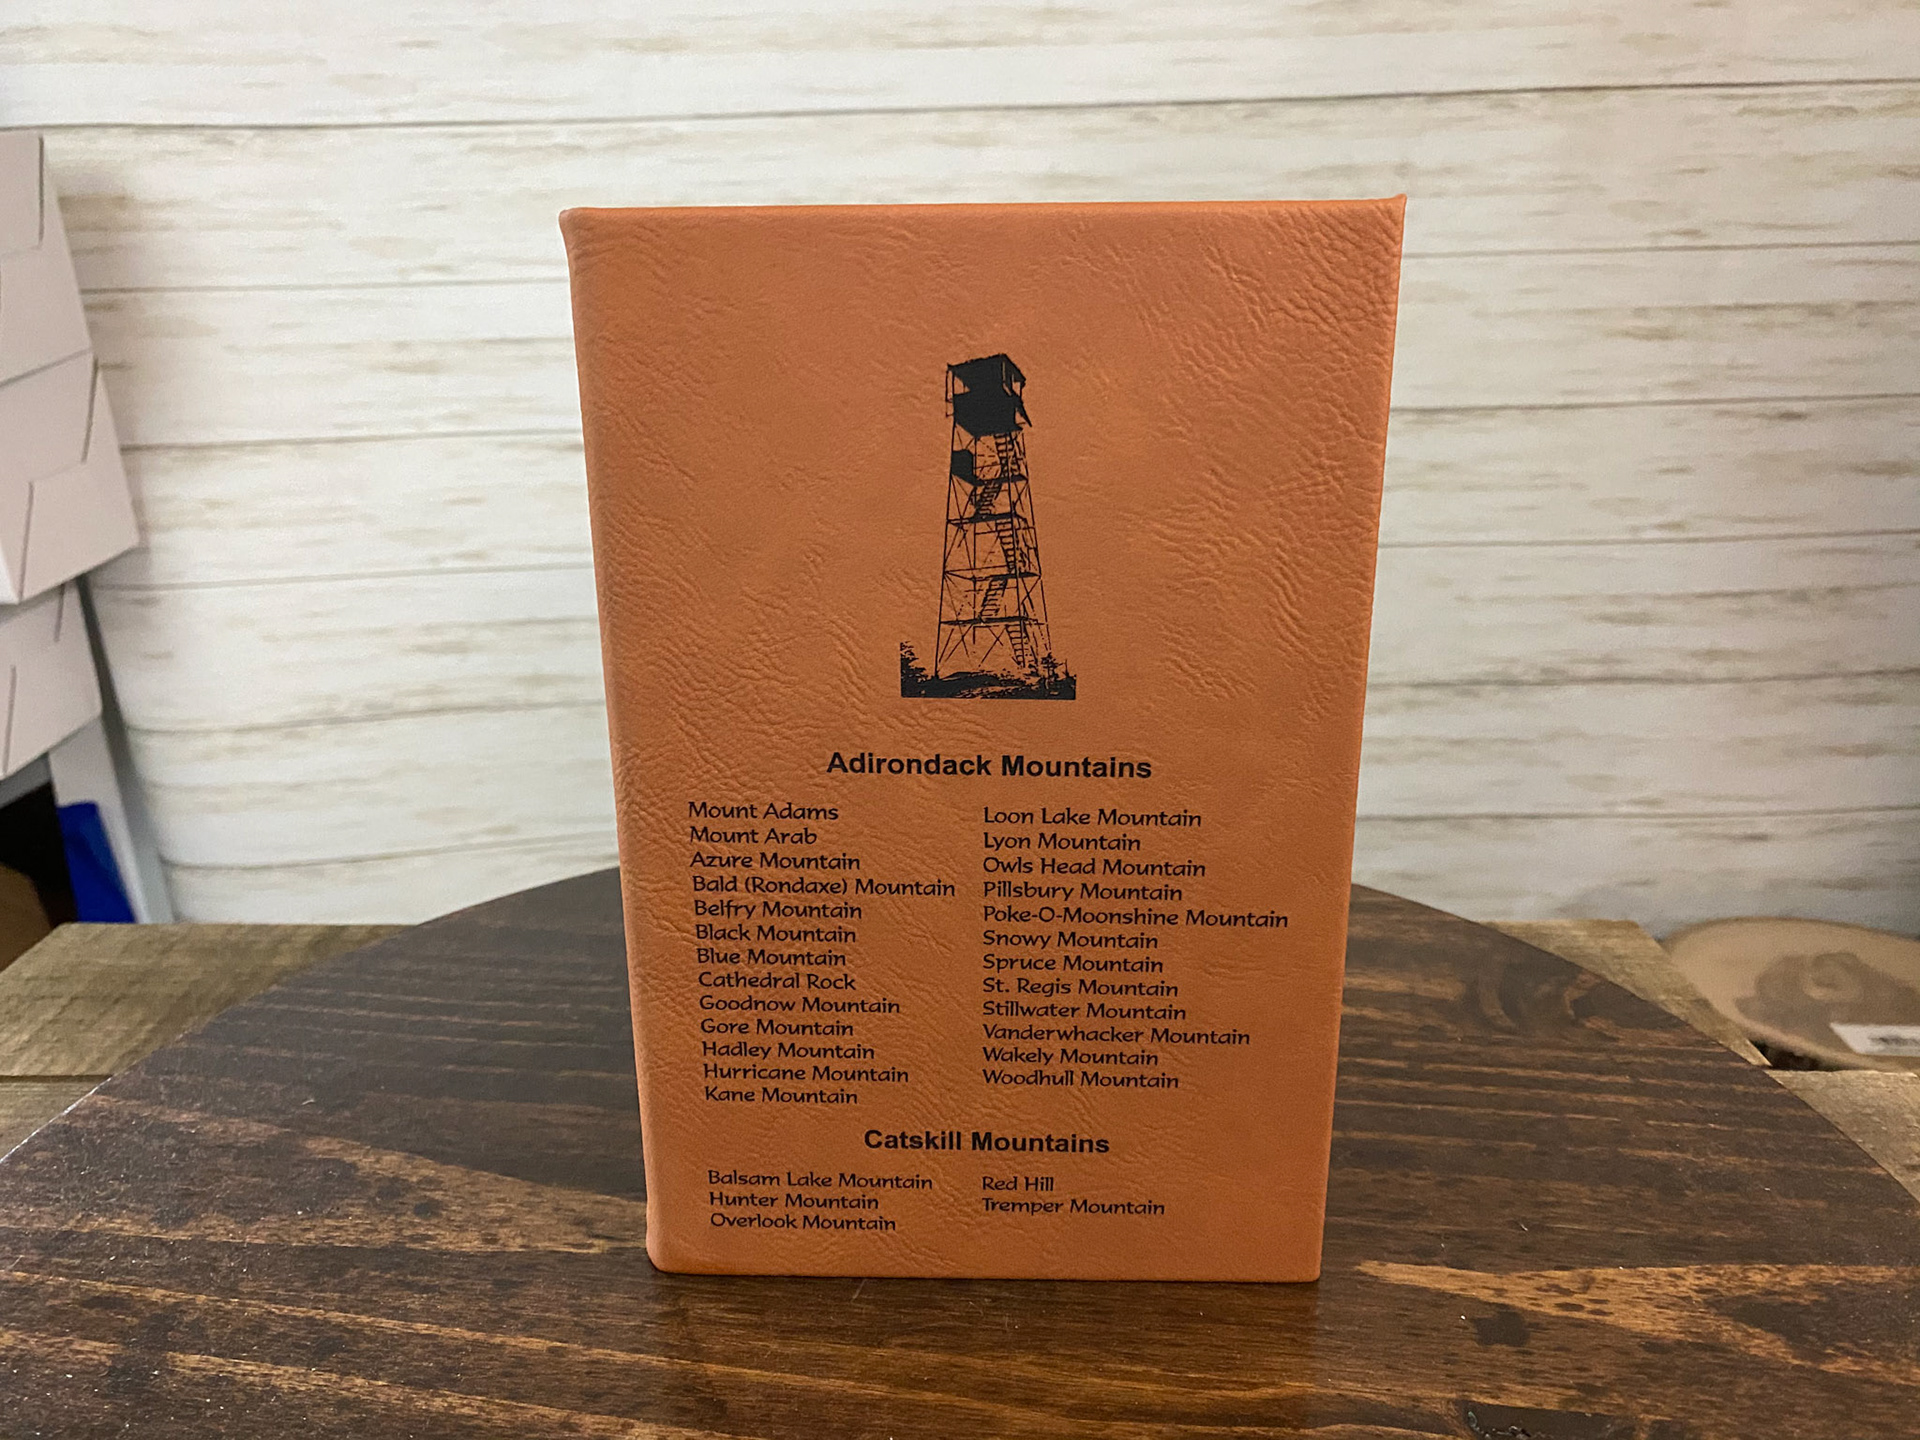 Adirondack Mountains
Mount Adams
Mount Arab
Azure Mountain
Bald (Rondaxe) Mountain
Belfry Mountain
Black Mountain
Blue Mountain
Cathedral Rock
Goodnow Mountain
Gore Mountain
Hadley Mountain
Hurricane Mountain
Kane Mountain
Loon Lake Mountain
Lyon Mountain
Owls Head Mountain
Pillsbury Mountain
Poke-O-Moonshine Mountain
Snowy Mountain
Spruce Mountain
St. Regis Mountain
Stillwater Mountain
Vanderwhacker Mountain
Wakely Mountain
Woodhull Mountain
Catskill Mountains
Balsam Lake Mountain
Hunter Mountain
Overlook Mountain
Red Hill
Tremper Mountain